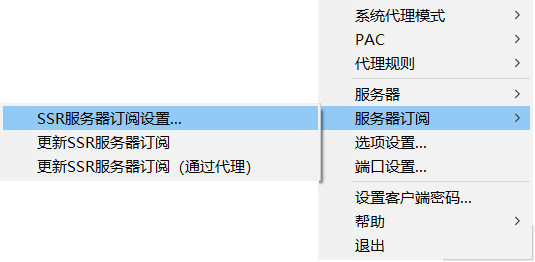 系统代理模式
PAC
代理规则
服务器
服务器订阅
选项设置...
端口设置...
设置客户端密码...
帮助
退出
SSR服务器订阅设置...
更新SSR服务器订阅
更新SSR服务器订阅（通过代理）